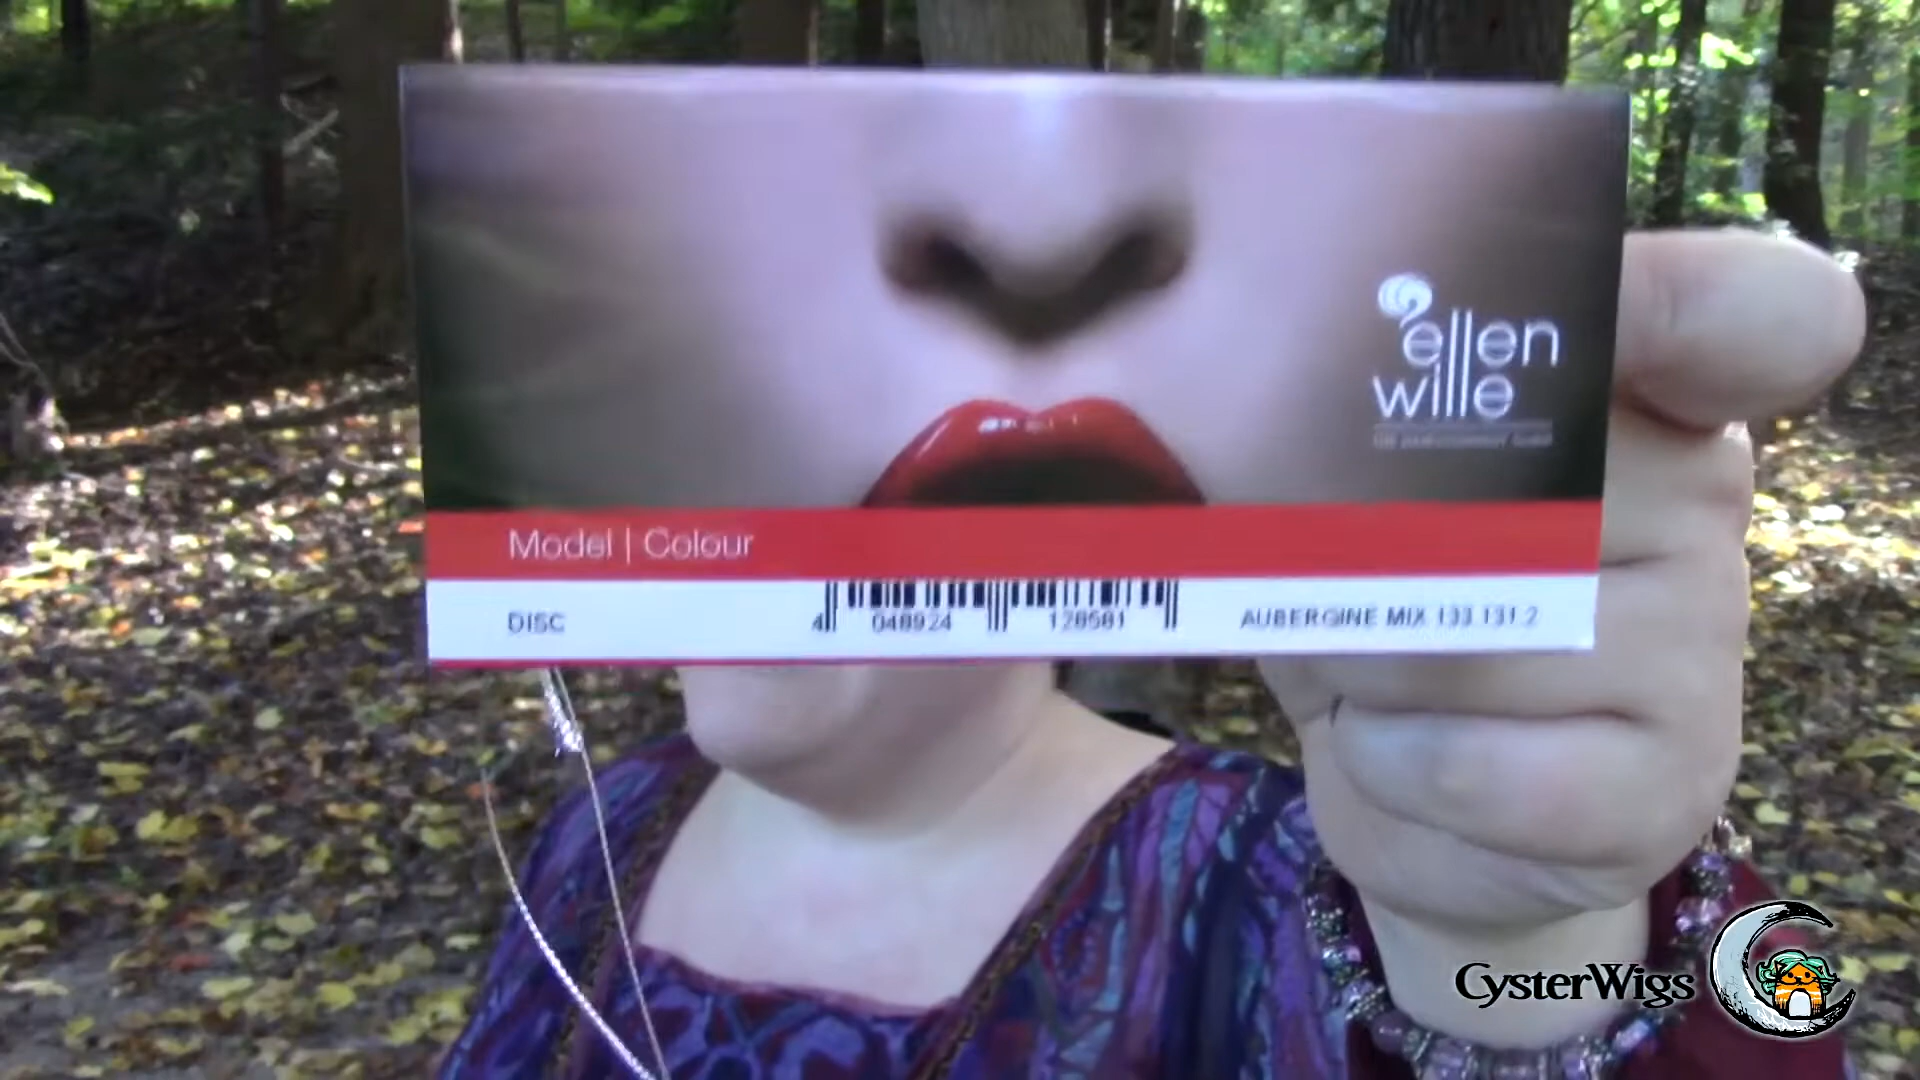 ellen
wille
Model | Colour
DISC
4 048924 128581
AUBERGINE MIX 133.131.2
CysterWigs